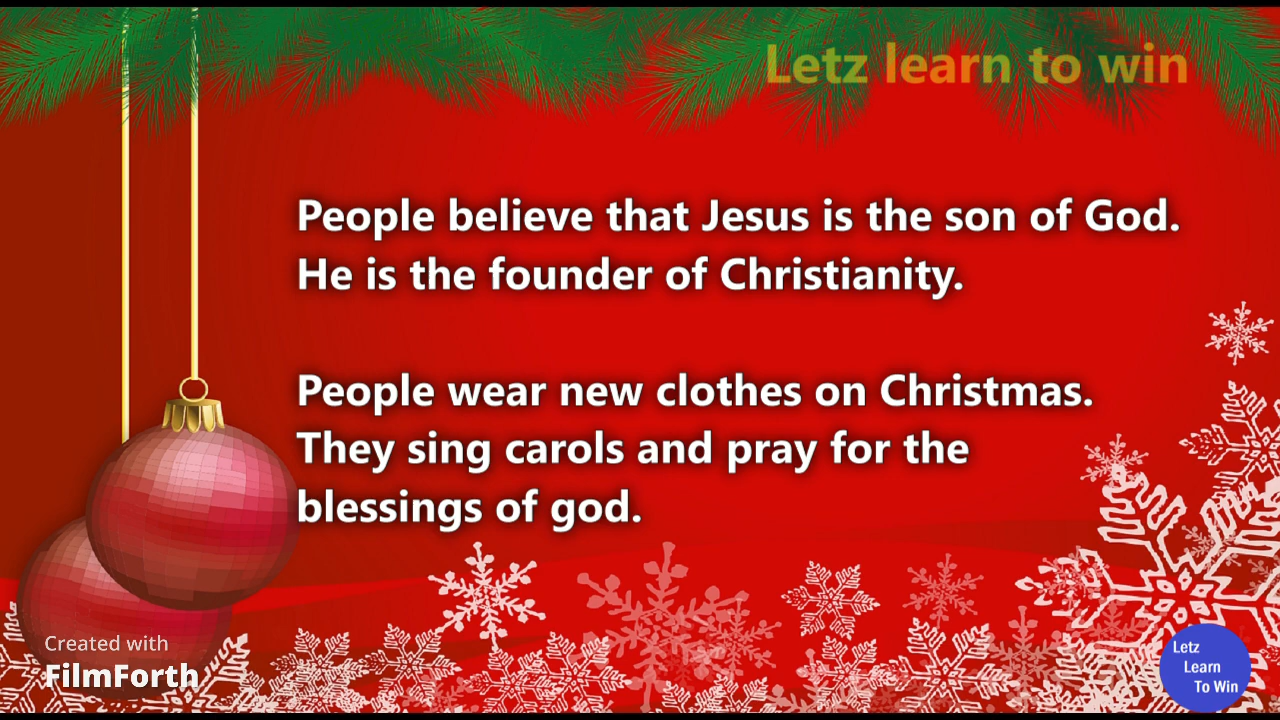 Letz learn to win
People believe that Jesus is the son of God.
He is the founder of Christianity.
People wear new clothes on Christmas.
They sing carols and pray for the
blessings of god.
Created with
FilmForth
Letz
Learn
To Win